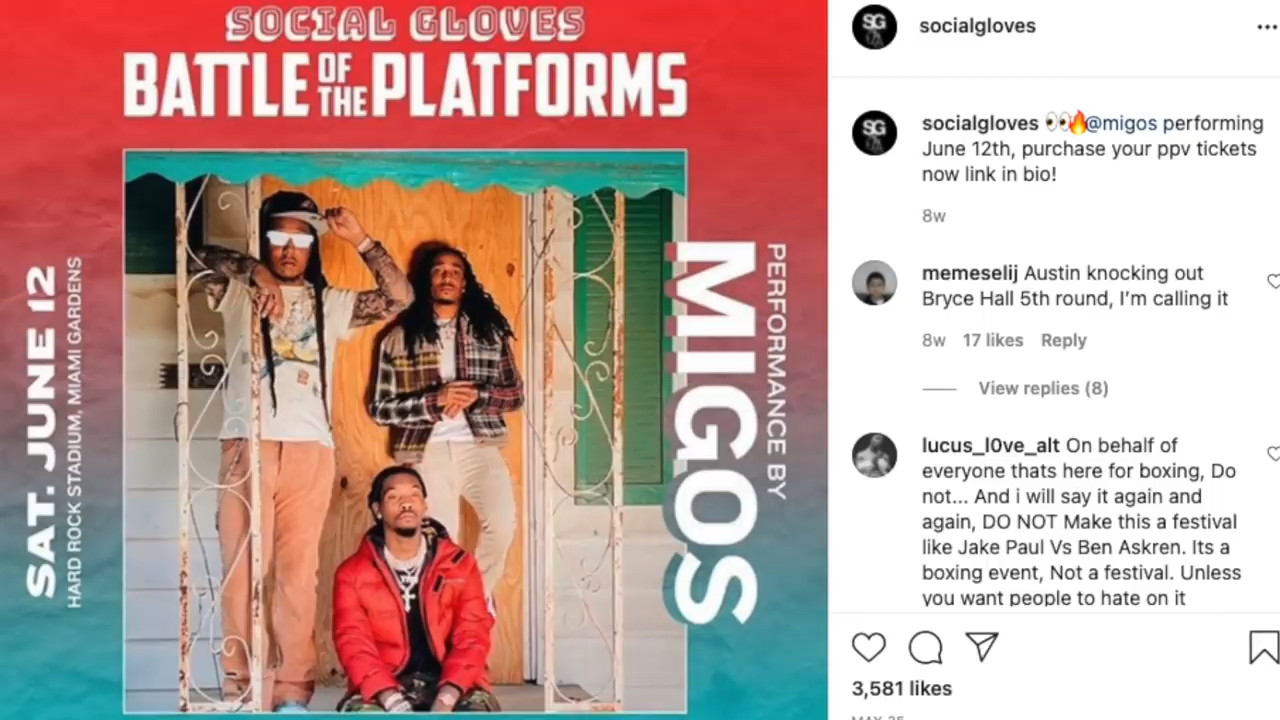 SOCIAL GLOVES
BATTLE OF THE PLATFORMS
SAT. JUNE 12
HARD ROCK STADIUM, MIAMI GARDENS
PERFORMANCE BY
MIGOS
SG
socialgloves
SG
socialgloves 👀🔥@migos performing
June 12th, purchase your ppv tickets
now link in bio!
8w
memeselij Austin knocking out
Bryce Hall 5th round, I'm calling it
8w 17 likes Reply
View replies (8)
lucus_l0ve_alt On behalf of
everyone thats here for boxing, Do
not... And i will say it again and
again, DO NOT Make this a festival
like Jake Paul Vs Ben Askren. Its a
boxing event, Not a festival. Unless
you want people to hate on it
3,581 likes
MAY 25